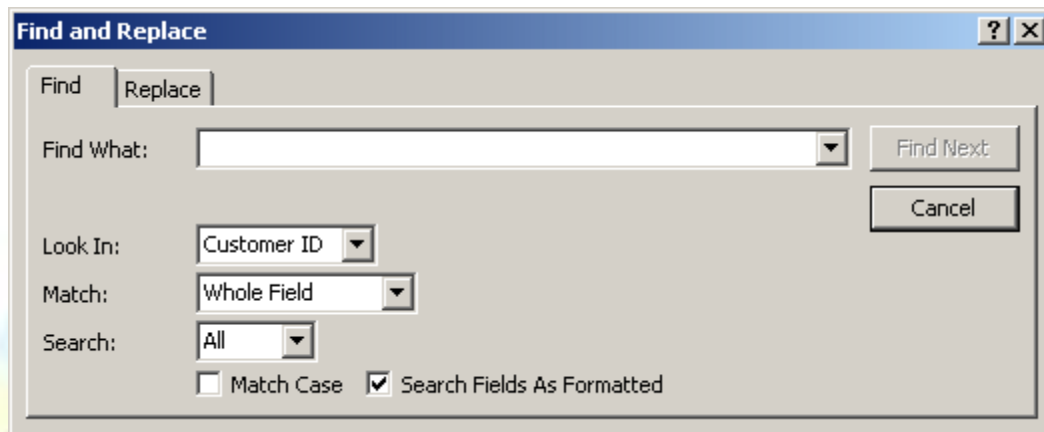 Find and Replace
Find Replace
Find What: Find Next
Cancel
Look In: Customer ID
Match: Whole Field
Search: All
Match Case Search Fields As Formatted